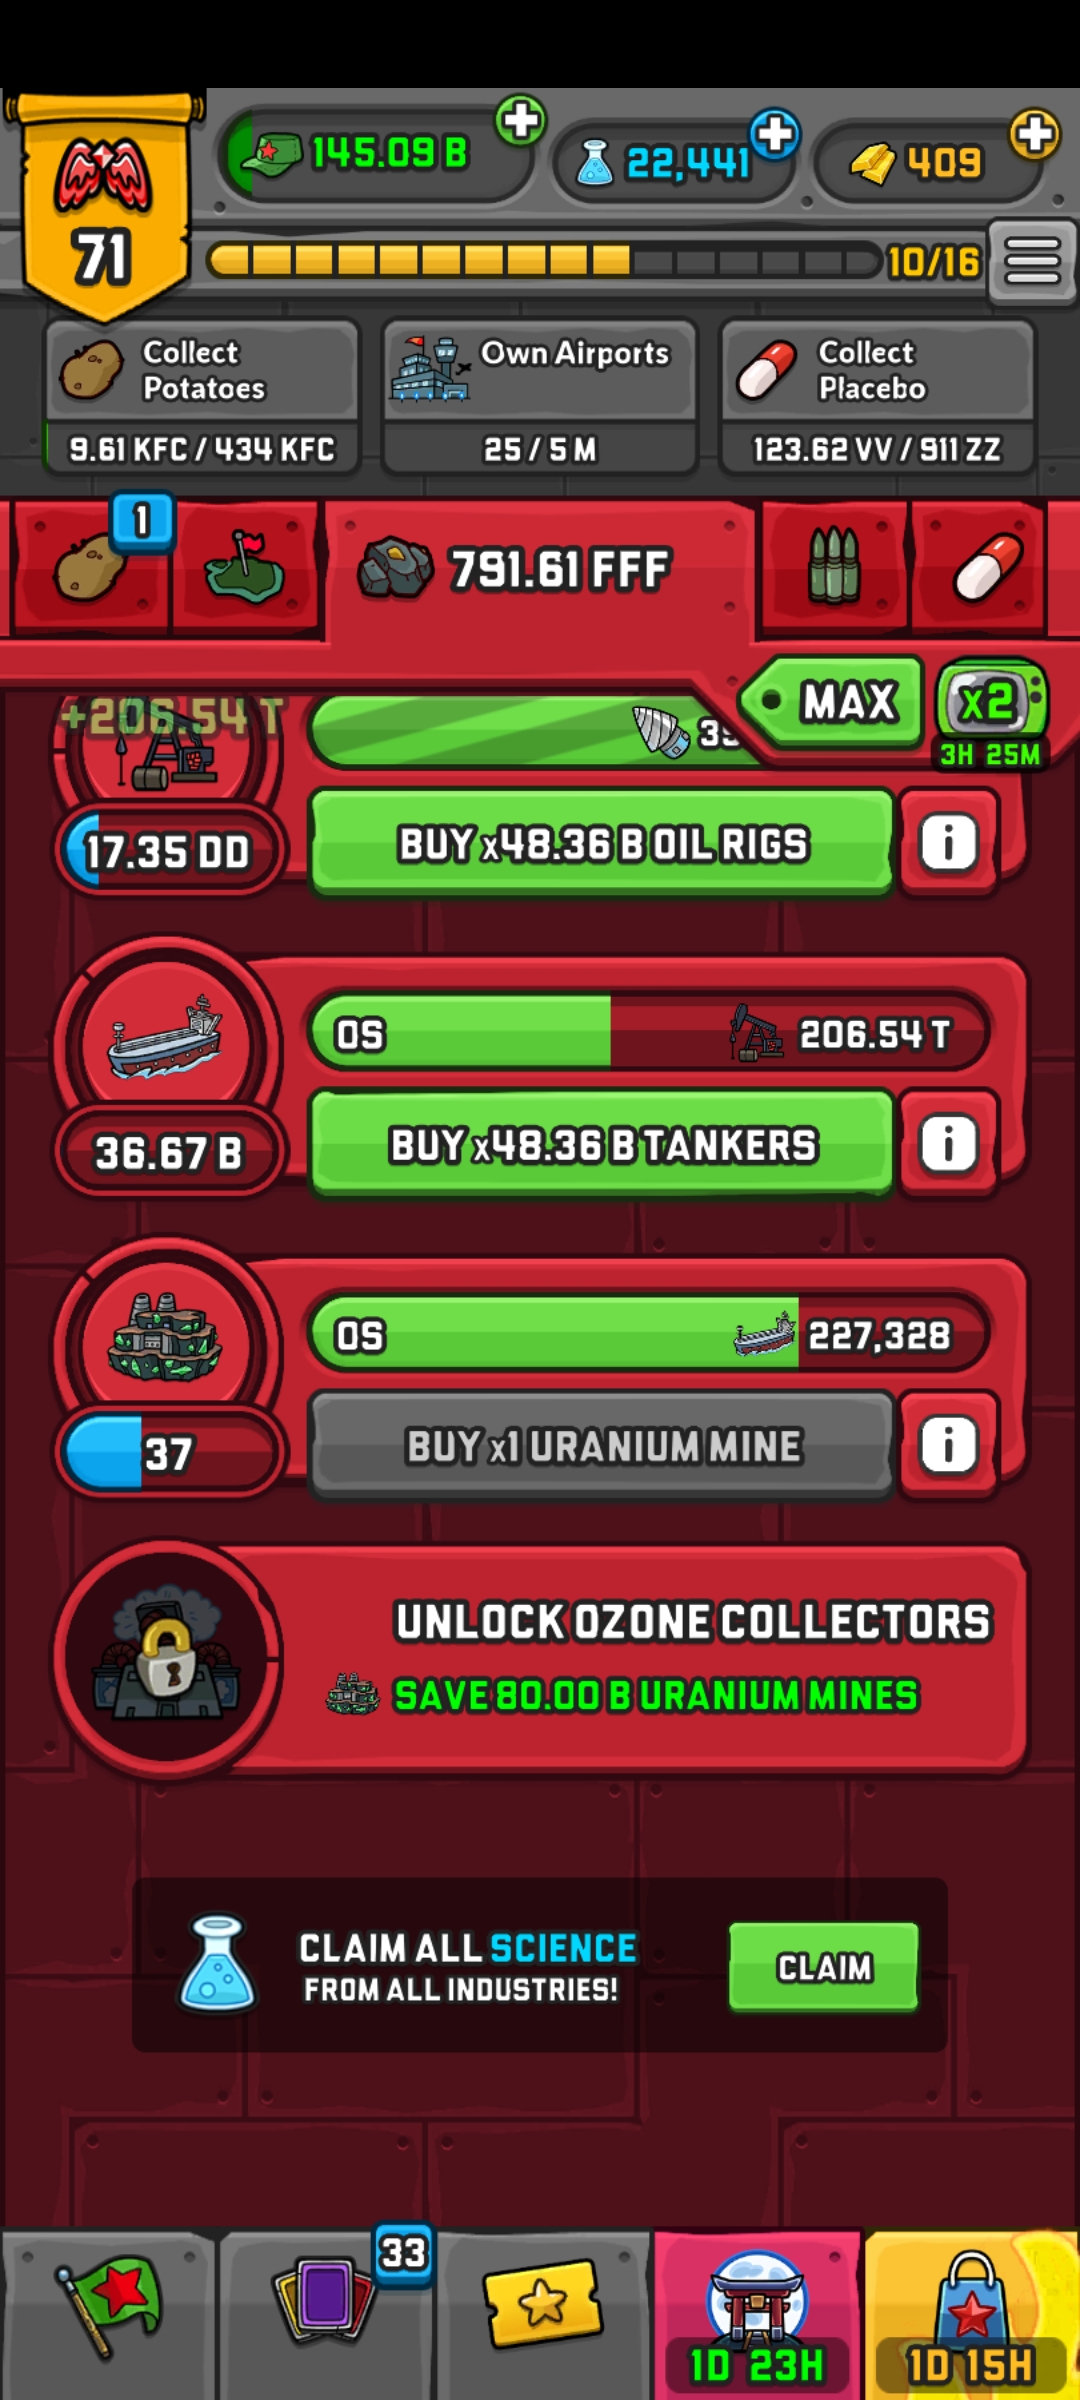 145.09 B
22,441
409
71
10/16
Collect
Potatoes
9.61 KFC / 434 KFC
Own Airports
25 / 5 M
Collect
Placebo
123.62 VV / 911 ZZ
1
791.61 FFF
MAX
x2
3H 25M
+206.54 T
17.35 DD
BUY x48.36 B OIL RIGS
i
0S
206.54 T
36.67 B
BUY x48.36 B TANKERS
i
0S
227,328
37
BUY x1 URANIUM MINE
i
UNLOCK OZONE COLLECTORS
SAVE 80.00 B URANIUM MINES
CLAIM ALL SCIENCE
FROM ALL INDUSTRIES!
CLAIM
33
1D 23H
1D 15H